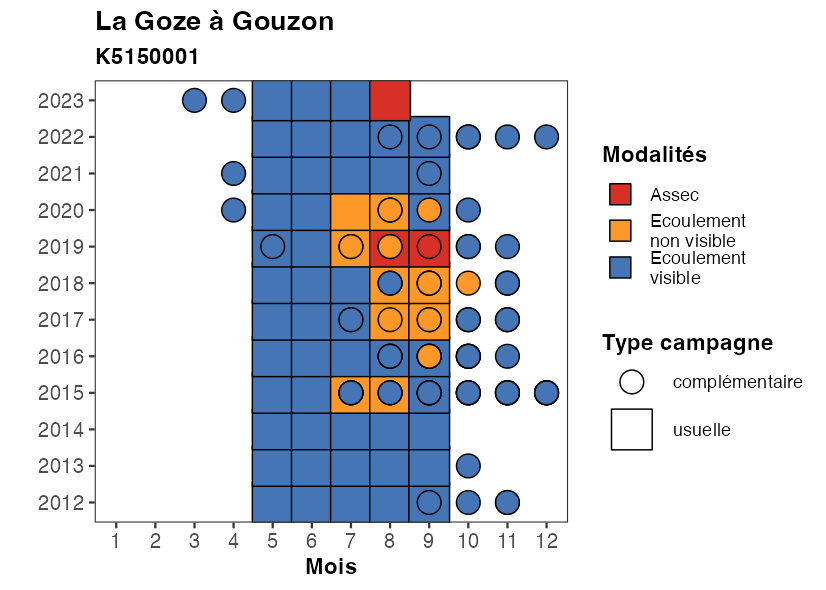 La Goze à Gouzon
K5150001
2023
2022
2021
2020
2019
2018
2017
2016
2015
2014
2013
2012
1 2 3 4 5 6 7 8 9 10 11 12
Mois
Modalités
Assec
Ecoulement
non visible
Ecoulement
visible
Type campagne
complémentaire
usuelle